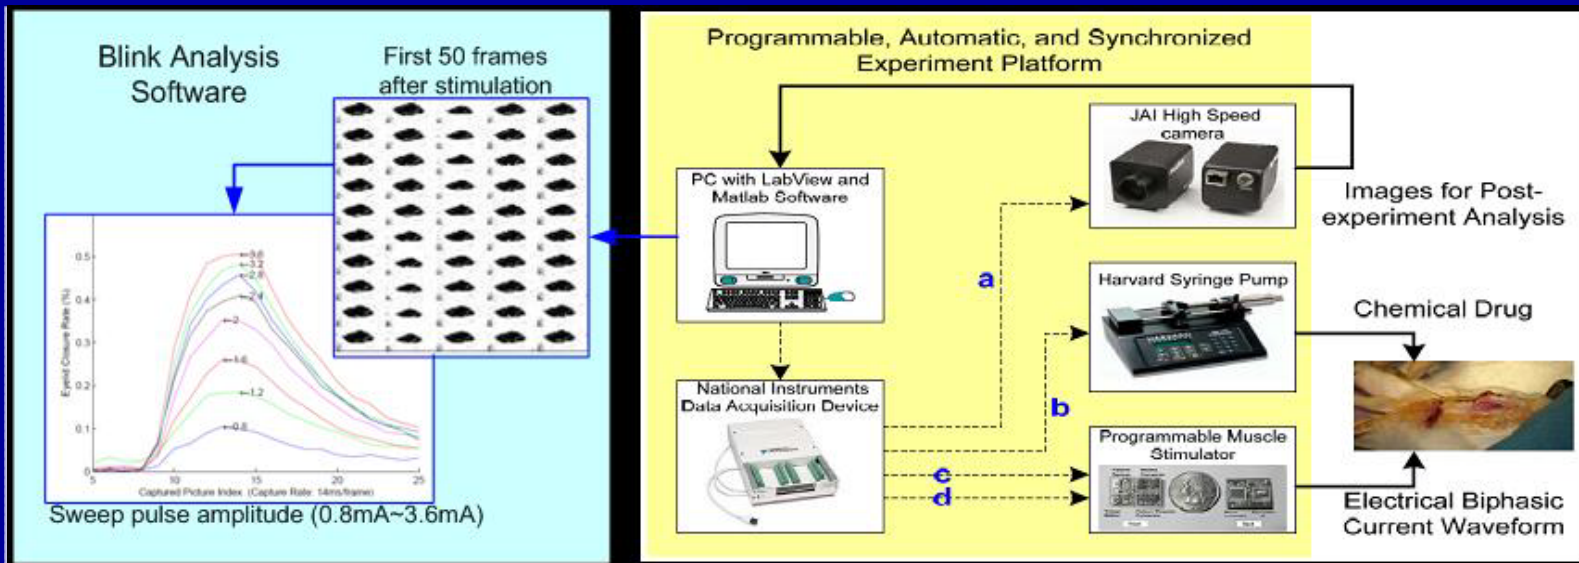 Blink Analysis
Software
First 50 frames
after stimulation
0.5
0.4
0.3
0.2
0.1
0
Eyelid Closure Rate (%)
3.6
3.2
2.8
2.4
2
1.6
1.2
0.8
5
10
15
20
25
Captured Picture Index (Capture Rate: 14ms/frame)
Sweep pulse amplitude (0.8mA~3.6mA)
Programmable, Automatic, and Synchronized
Experiment Platform
PC with LabView and
Matlab Software
National Instruments
Data Acquisition Device
a
b
c
d
JAI High Speed
camera
Harvard Syringe Pump
Programmable Muscle
Stimulator
Images for Post-
experiment Analysis
Chemical Drug
Electrical Biphasic
Current Waveform